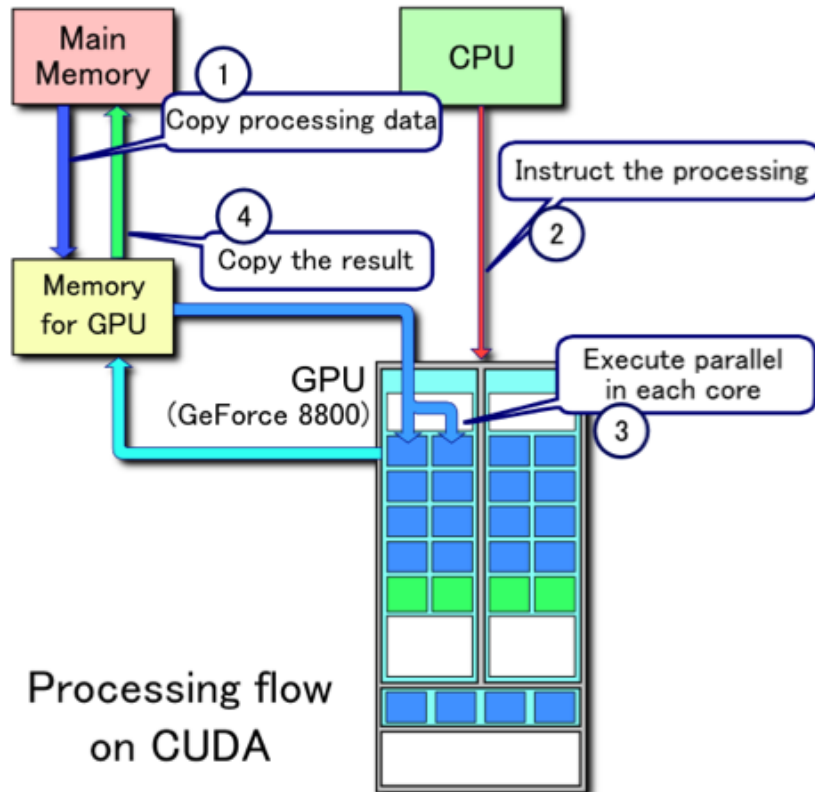 Main
Memory
1
Copy processing data
CPU
Instruct the processing
2
4
Copy the result
Memory
for GPU
GPU
(GeForce 8800)
Execute parallel
in each core
3
Processing flow
on CUDA